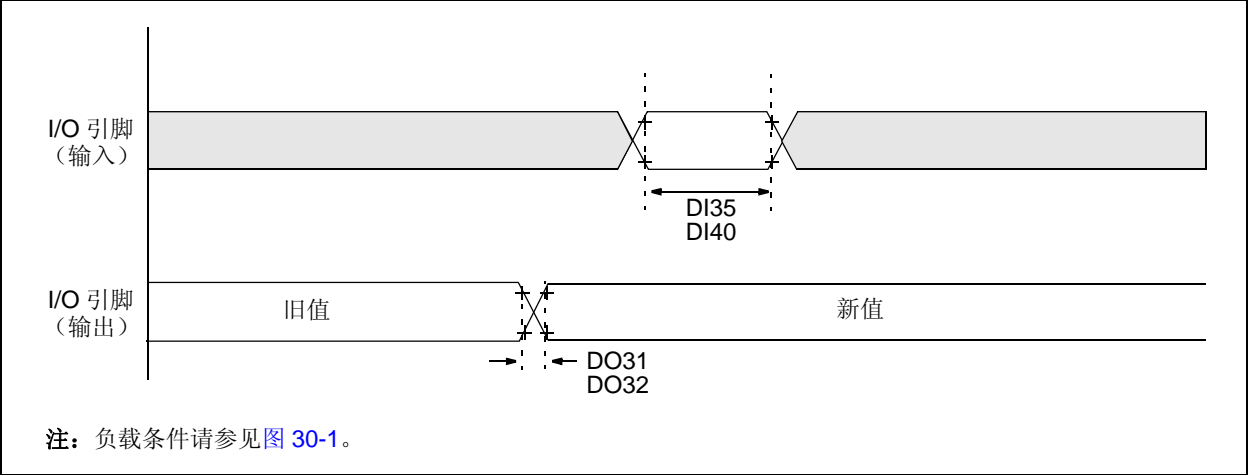 I/O 引脚
（输入）
DI35
DI40
I/O 引脚
（输出）
旧值
新值
DO31
DO32
注：负载条件请参见图 30-1。